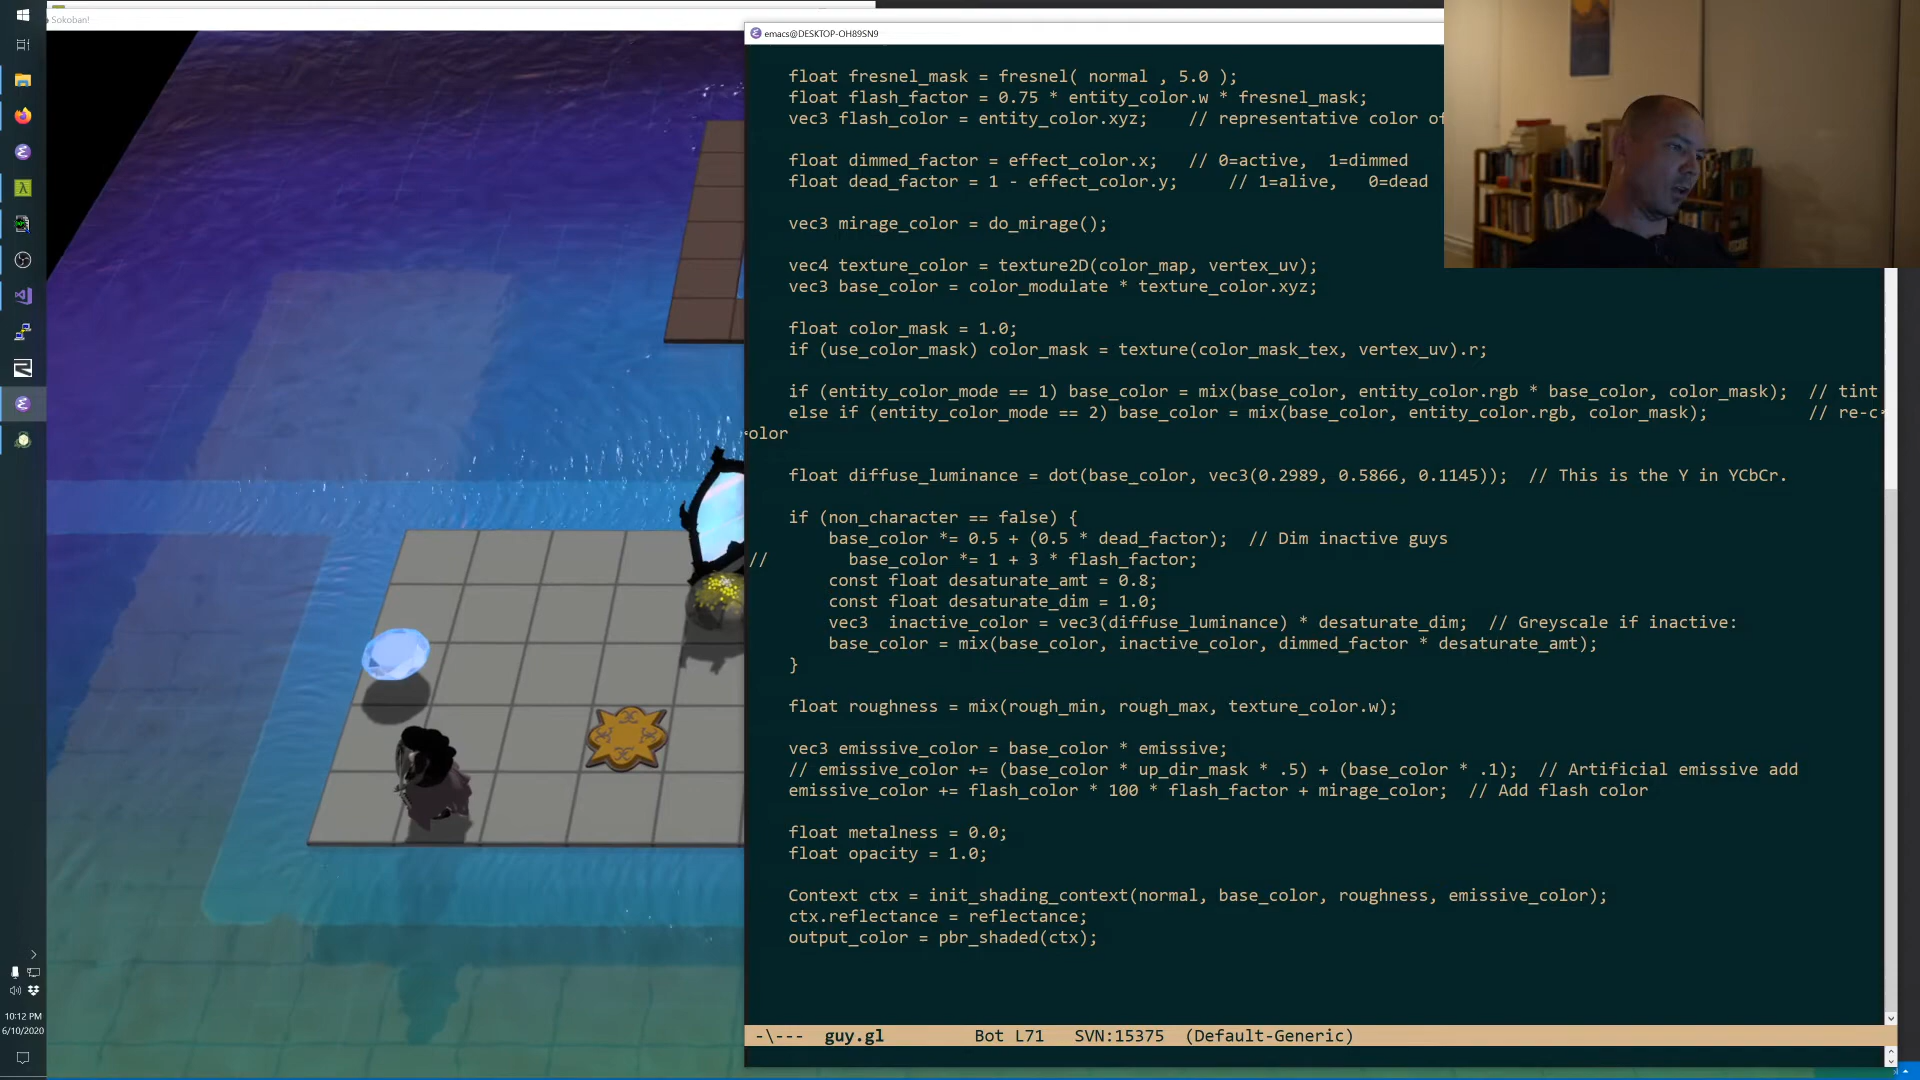 Sokoban!
emacs@DESKTOP-OH89SN9
float fresnel_mask = fresnel( normal , 5.0 );
float flash_factor = 0.75 * entity_color.w * fresnel_mask;
vec3 flash_color = entity_color.xyz;    // representative color of
float dimmed_factor = effect_color.x;   // 0=active,  1=dimmed
float dead_factor = 1 - effect_color.y;     // 1=alive,   0=dead
vec3 mirage_color = do_mirage();
vec4 texture_color = texture2D(color_map, vertex_uv);
vec3 base_color = color_modulate * texture_color.xyz;
float color_mask = 1.0;
if (use_color_mask) color_mask = texture(color_mask_tex, vertex_uv).r;
if (entity_color_mode == 1) base_color = mix(base_color, entity_color.rgb * base_color, color_mask);  // tint
else if (entity_color_mode == 2) base_color = mix(base_color, entity_color.rgb, color_mask);          // re-c
olor
float diffuse_luminance = dot(base_color, vec3(0.2989, 0.5866, 0.1145));  // This is the Y in YCbCr.
if (non_character == false) {
base_color *= 0.5 + (0.5 * dead_factor);  // Dim inactive guys
//        base_color *= 1 + 3 * flash_factor;
const float desaturate_amt = 0.8;
const float desaturate_dim = 1.0;
vec3  inactive_color = vec3(diffuse_luminance) * desaturate_dim;  // Greyscale if inactive:
base_color = mix(base_color, inactive_color, dimmed_factor * desaturate_amt);
}
float roughness = mix(rough_min, rough_max, texture_color.w);
vec3 emissive_color = base_color * emissive;
// emissive_color += (base_color * up_dir_mask * .5) + (base_color * .1);  // Artificial emissive add
emissive_color += flash_color * 100 * flash_factor + mirage_color;  // Add flash color
float metalness = 0.0;
float opacity = 1.0;
Context ctx = init_shading_context(normal, base_color, roughness, emissive_color);
ctx.reflectance = reflectance;
output_color = pbr_shaded(ctx);
-\---  guy.gl         Bot L71   SVN:15375  (Default-Generic)
10:12 PM
6/10/2020